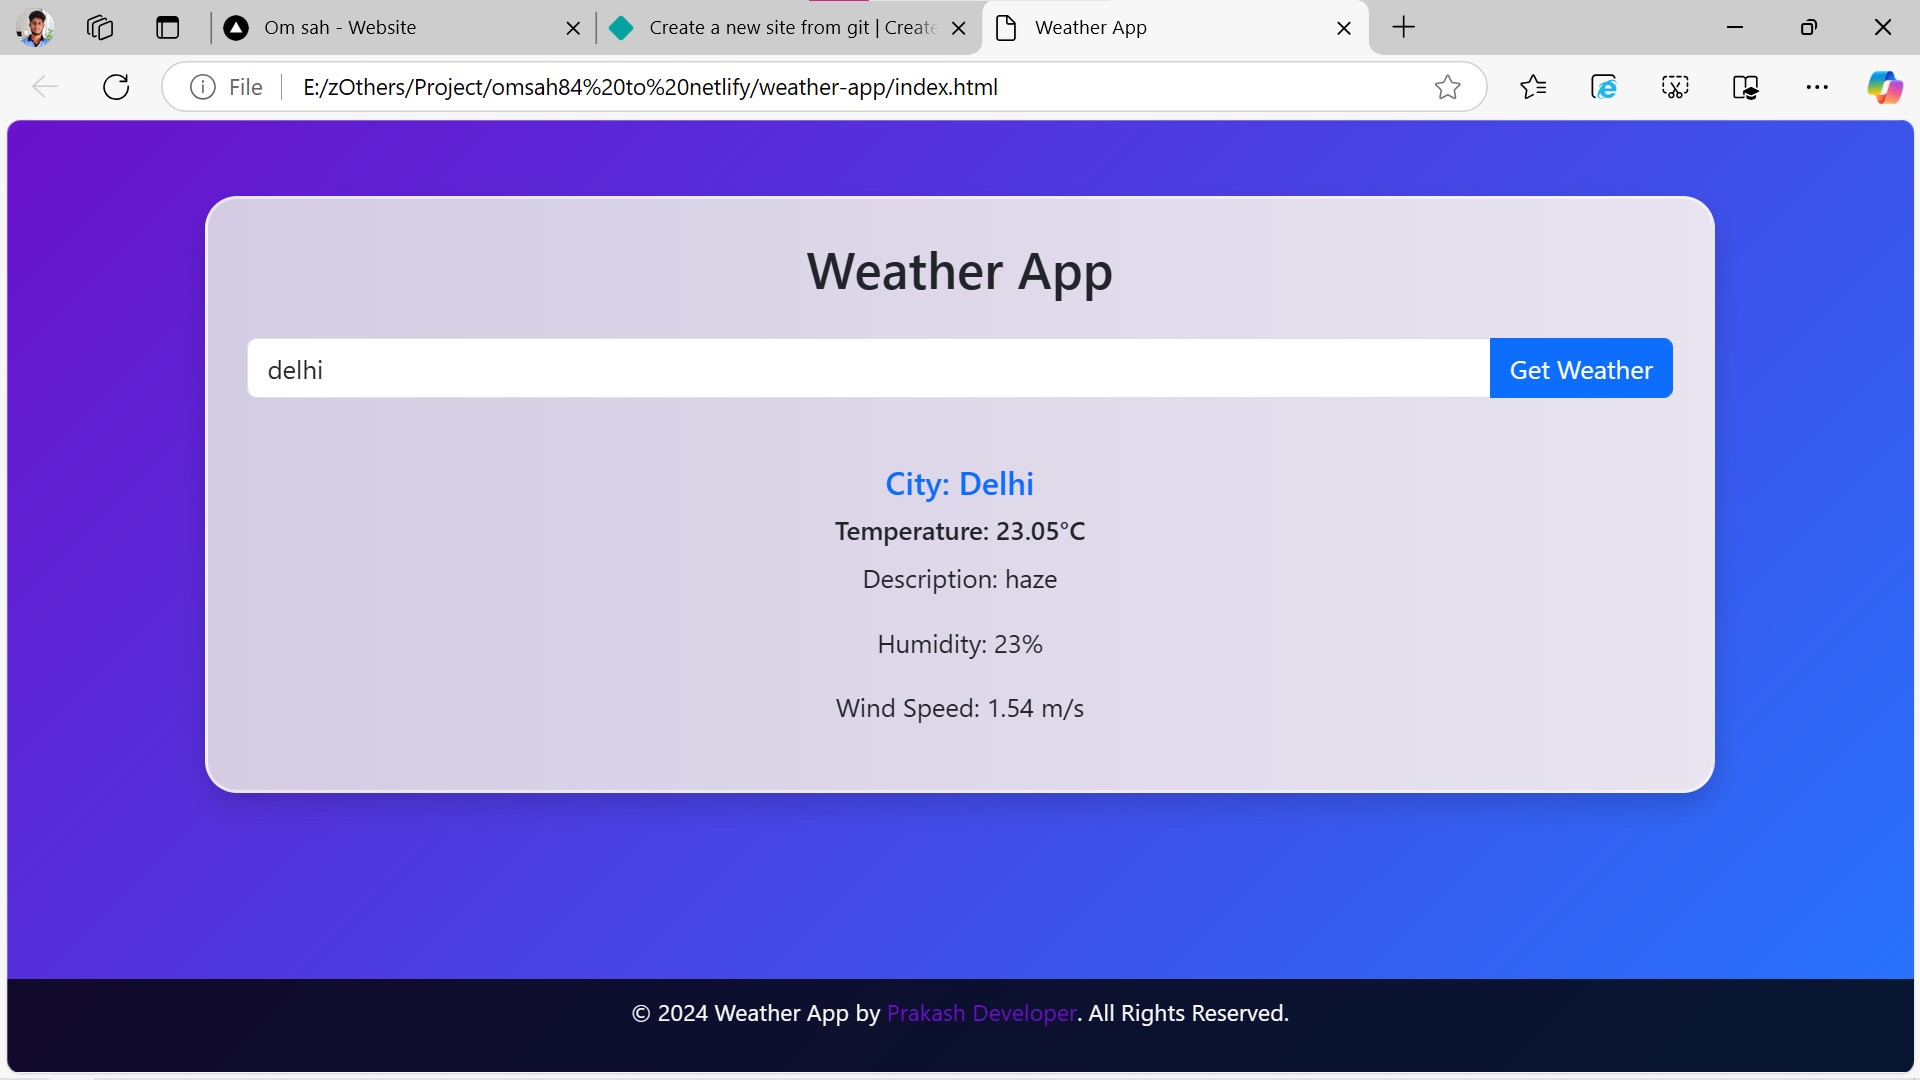 Om sah - Website
Create a new site from git | Create
Weather App
File
E:/zOthers/Project/omsah84%20to%20netlify/weather-app/index.html
Weather App
delhi
Get Weather
City: Delhi
Temperature: 23.05°C
Description: haze
Humidity: 23%
Wind Speed: 1.54 m/s
© 2024 Weather App by Prakash Developer. All Rights Reserved.